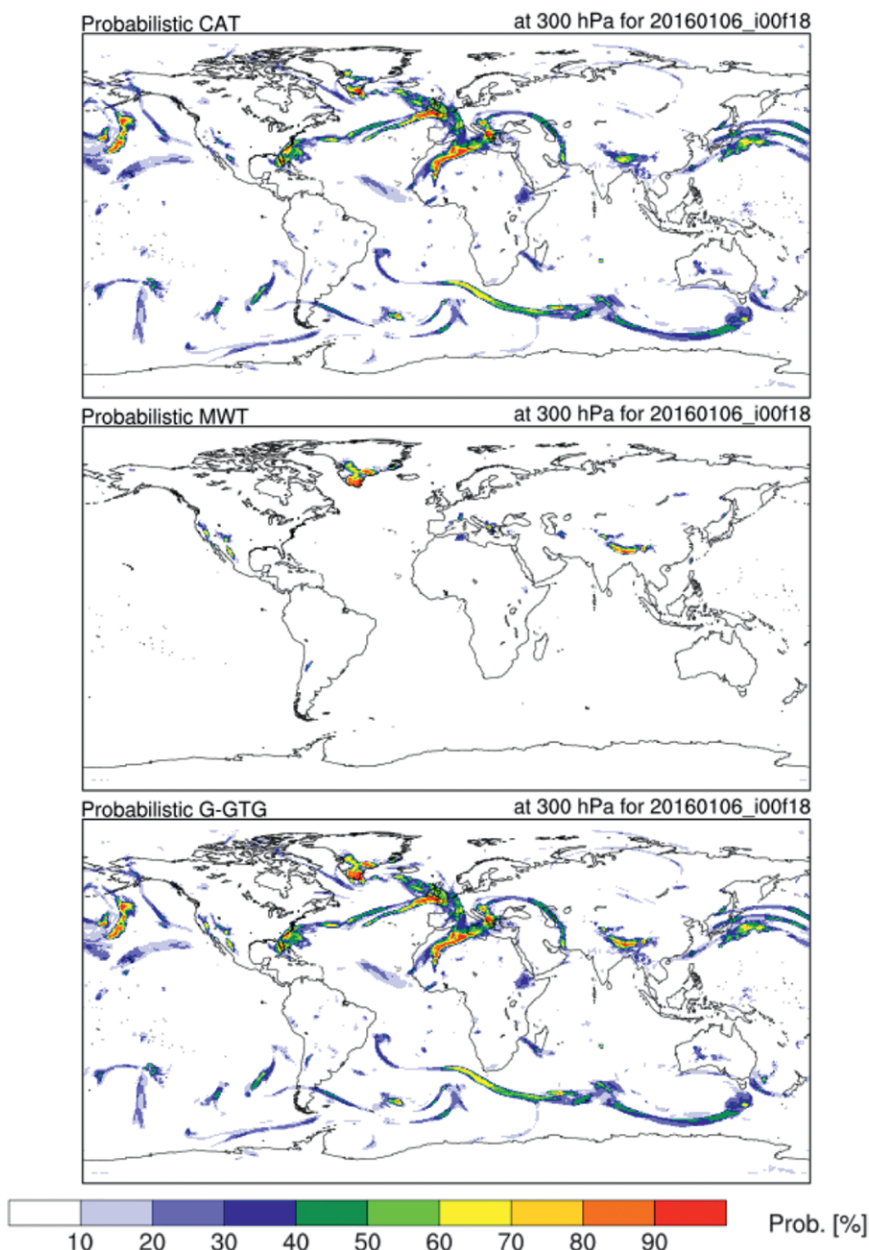 Probabilistic CAT at 300 hPa for 20160106_i00f18
Probabilistic MWT at 300 hPa for 20160106_i00f18
Probabilistic G-GTG at 300 hPa for 20160106_i00f18
10 20 30 40 50 60 70 80 90 Prob. [%]